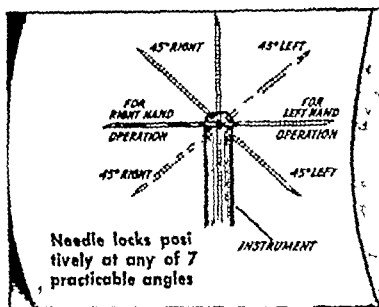 45° RIGHT
45° LEFT
FOR
RIGHT HAND
OPERATION
FOR
LEFT HAND
OPERATION
45° RIGHT
45° LEFT
INSTRUMENT
Needle locks posi
tively at any of 7
practicable angles